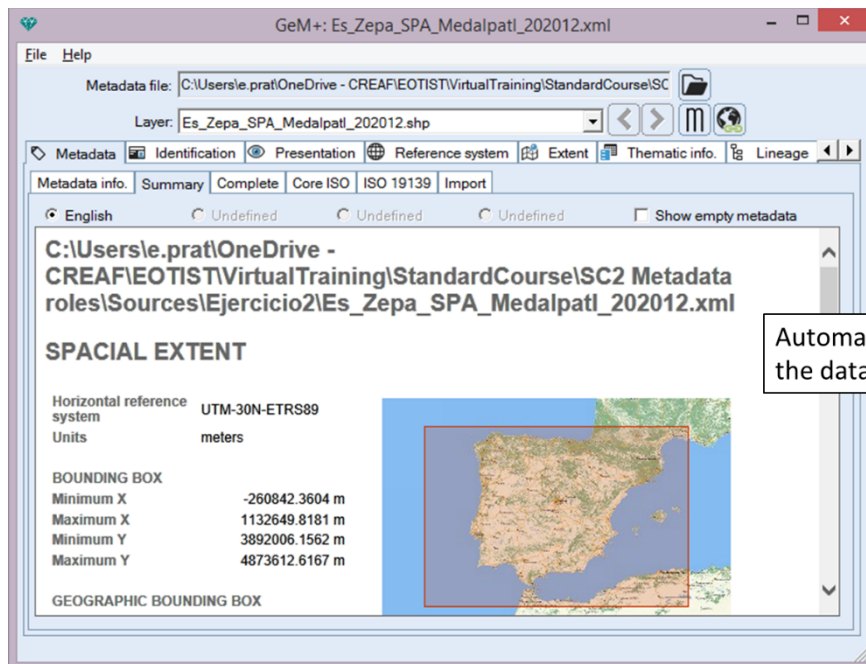 GeM+: Es_Zepa_SPA_Medalpatl_202012.xml
File Help
Metadata file: C:\Users\e.prat\OneDrive - CREAF\EOTIST\VirtualTraining\StandardCourse\SC
Layer: Es_Zepa_SPA_Medalpatl_202012.shp
Metadata Identification Presentation Reference system Extent Thematic info. Lineage
Metadata info. Summary Complete Core ISO ISO 19139 Import
English Undefined Undefined Undefined Show empty metadata
C:\Users\e.prat\OneDrive -
CREAF\EOTIST\VirtualTraining\StandardCourse\SC2 Metadata
roles\Sources\Ejercicio2\Es_Zepa_SPA_Medalpatl_202012.xml
Automa
the data
SPACIAL EXTENT
Horizontal reference
system UTM-30N-ETRS89
Units meters
BOUNDING BOX
Minimum X -260842.3604 m
Maximum X 1132649.8181 m
Minimum Y 3892006.1562 m
Maximum Y 4873612.6167 m
GEOGRAPHIC BOUNDING BOX